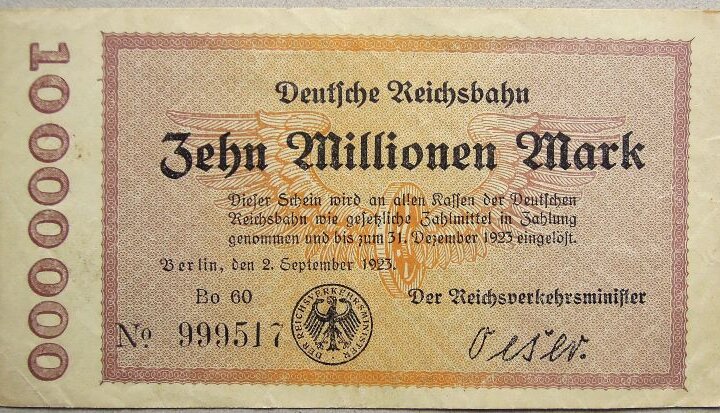 10000000
Deutsche Reichsbahn
Zehn Millionen Mark
Dieser Schein wird an allen Kassen der Deutschen
Reichsbahn wie gesetzliche Zahlmittel in Zahlung
genommen und bis zum 31. Dezember 1923 eingelöst.
Berlin, den 2. September 1923.
Bo 60
Der Reichsverkehrsminister
No 999517
DER REICHSVERKEHRSMINISTER
Oeser.